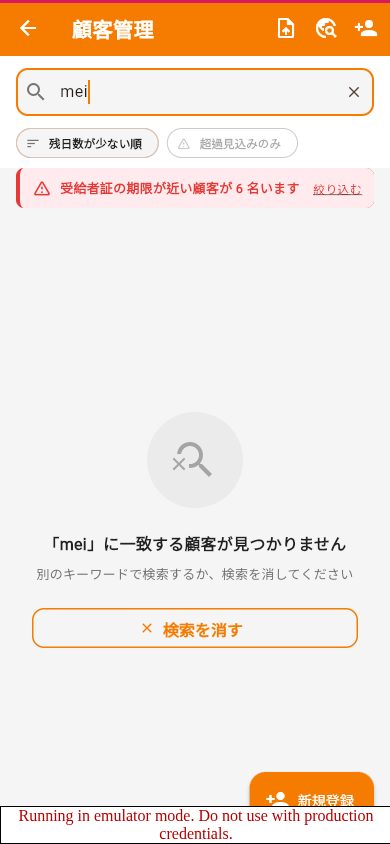 顧客管理
mei
残日数が少ない順
超過見込みのみ
受給者証の期限が近い顧客が 6 名います
絞り込む
「mei」に一致する顧客が見つかりません
別のキーワードで検索するか、検索を消してください
検索を消す
新規登録
Running in emulator mode. Do not use with production
credentials.